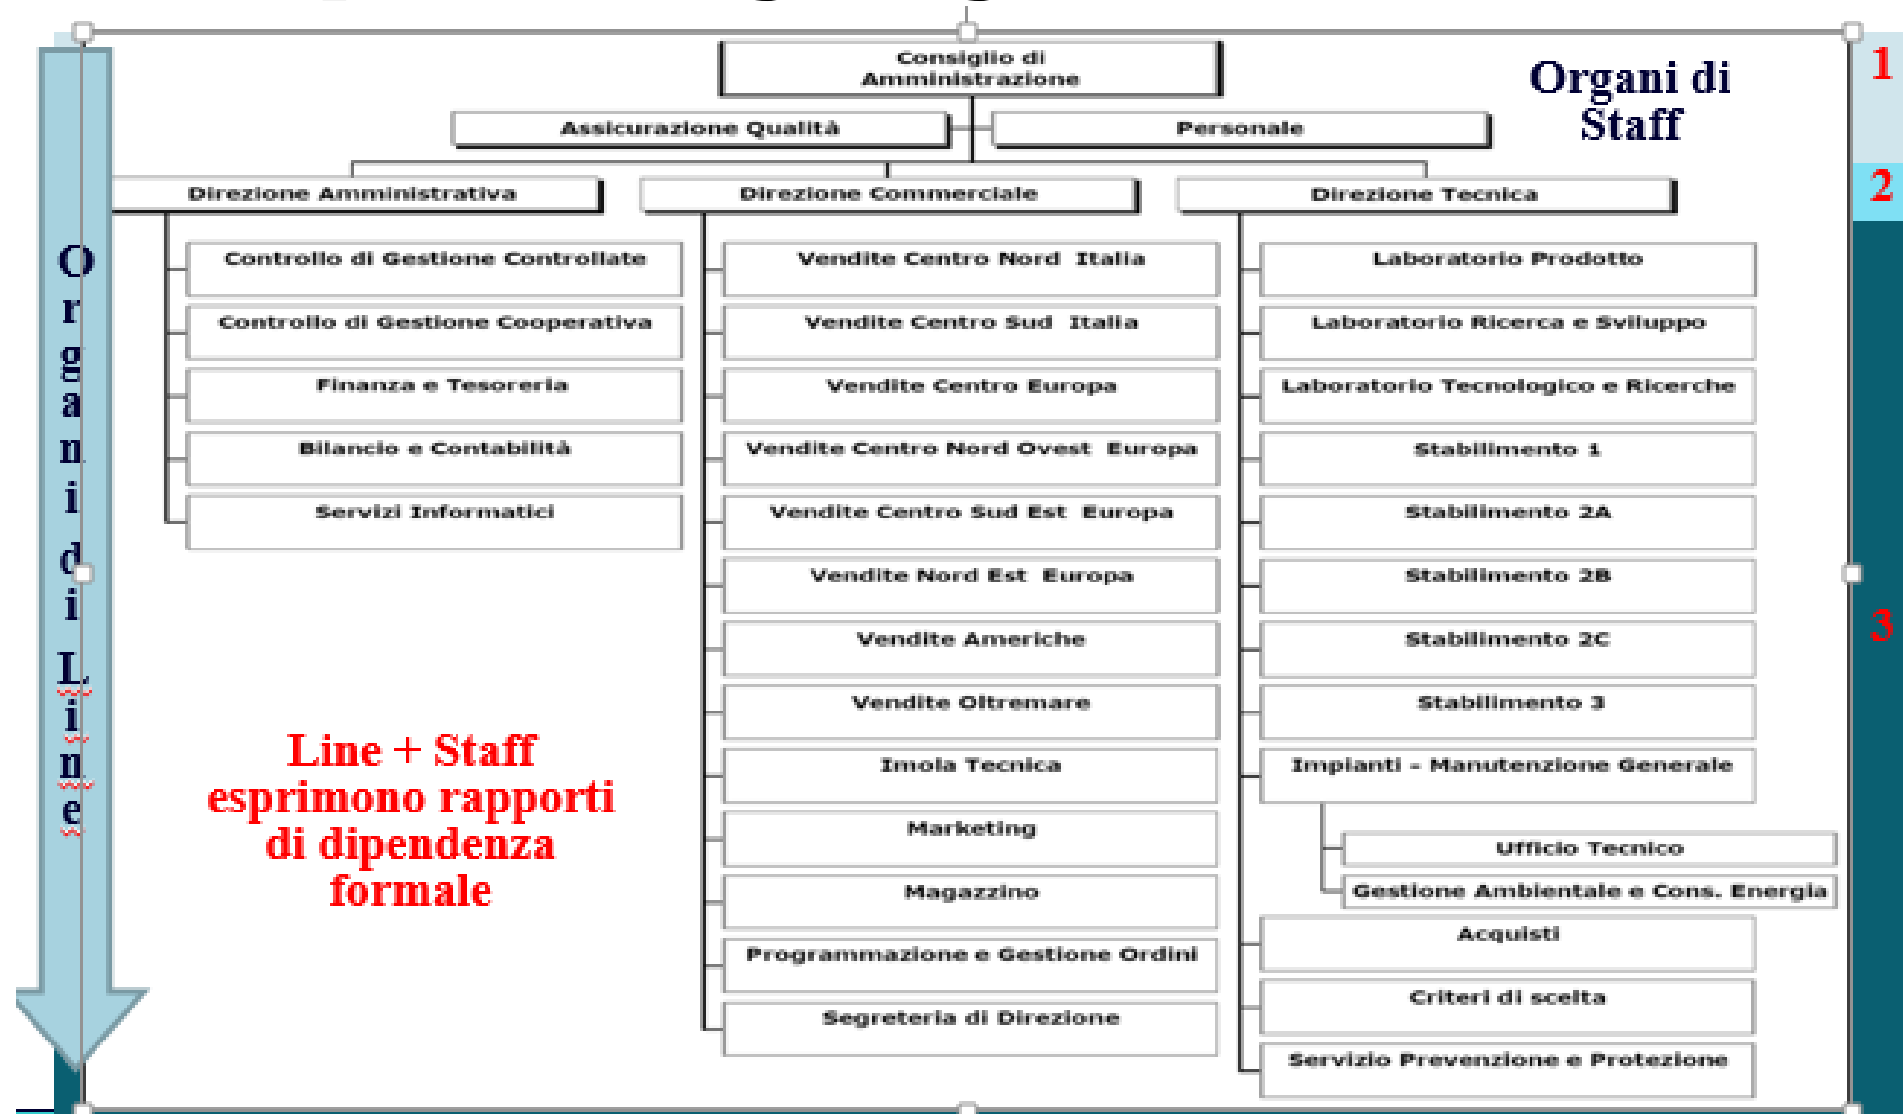 Consiglio di
Amministrazione
Organi di
Staff
1
Assicurazione Qualità
Personale
2
Direzione Amministrativa
Direzione Commerciale
Direzione Tecnica
Organi di Line
Controllo di Gestione Controllate
Controllo di Gestione Cooperativa
Finanza e Tesoreria
Bilancio e Contabilità
Servizi Informatici
Vendite Centro Nord Italia
Vendite Centro Sud Italia
Vendite Centro Europa
Vendite Centro Nord Ovest Europa
Vendite Centro Sud Est Europa
Vendite Nord Est Europa
Vendite Americhe
Vendite Oltremare
Imola Tecnica
Marketing
Magazzino
Programmazione e Gestione Ordini
Segreteria di Direzione
Laboratorio Prodotto
Laboratorio Ricerca e Sviluppo
Laboratorio Tecnologico e Ricerche
Stabilimento 1
Stabilimento 2A
Stabilimento 2B
Stabilimento 2C
Stabilimento 3
Impianti – Manutenzione Generale
Ufficio Tecnico
Gestione Ambientale e Cons. Energia
Acquisti
Criteri di scelta
Servizio Prevenzione e Protezione
3
Line + Staff
esprimono rapporti
di dipendenza
formale